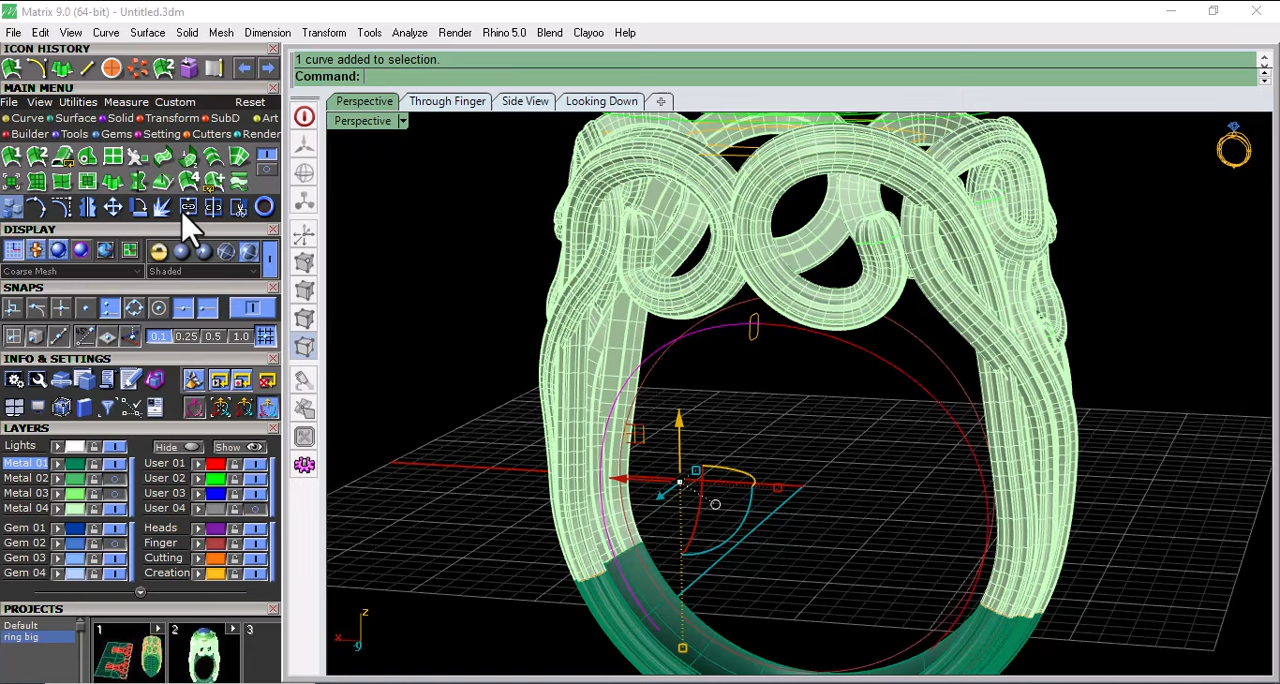 Matrix 9.0 (64-bit) - Untitled.3dm
File Edit View Curve Surface Solid Mesh Dimension Transform Tools Analyze Render Rhino 5.0 Blend Clayoo Help
ICON HISTORY
1 2
MAIN MENU
File View Utilities Measure Custom Reset
Curve Surface Solid Transform SubD Art
Builder Tools Gems Setting Cutters Render
DISPLAY
Coarse Mesh Shaded
SNAPS
0.1 0.25 0.5 1.0
INFO & SETTINGS
LAYERS
Lights Hide Show
Metal 01 User 01
Metal 02 User 02
Metal 03 User 03
Metal 04 User 04
Gem 01 Heads
Gem 02 Finger
Gem 03 Cutting
Gem 04 Creation
PROJECTS
Default
ring big
1 2 3
1 curve added to selection.
Command:
Perspective Through Finger Side View Looking Down
Perspective
z
x
y